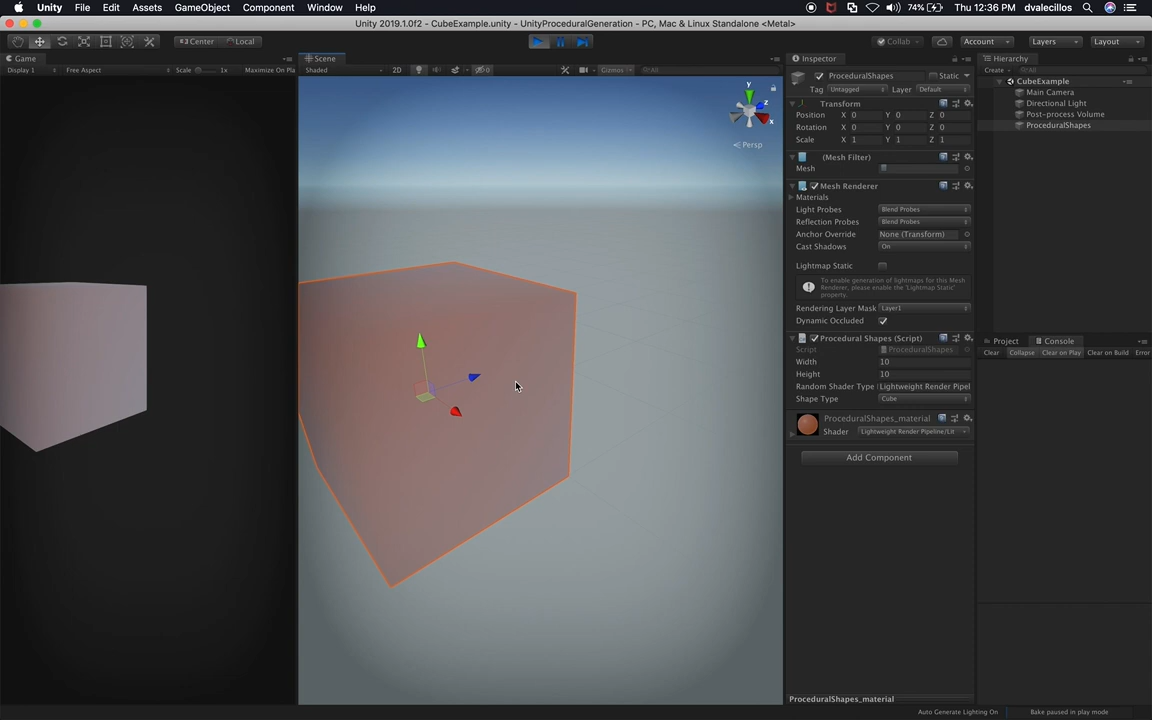 Unity File Edit Assets GameObject Component Window Help 74% Thu 12:36 PM dvalecillos
Unity 2019.1.0f2 - CubeExample.unity - UnityProceduralGeneration - PC, Mac & Linux Standalone <Metal>
Center Local Collab Account Layers Layout
Game
Display 1 Free Aspect Scale 1x Maximize On Pla
Scene
Shaded 2D 0 Gizmos All
y
z
x
Persp
Inspector
ProceduralShapes Static
Tag Untagged Layer Default
Transform
Position X 0 Y 0 Z 0
Rotation X 0 Y 0 Z 0
Scale X 1 Y 1 Z 1
(Mesh Filter)
Mesh
Mesh Renderer
Materials
Light Probes Blend Probes
Reflection Probes Blend Probes
Anchor Override None (Transform)
Cast Shadows On
Lightmap Static
To enable generation of lightmaps for this Mesh
Renderer, please enable the 'Lightmap Static'
property.
Rendering Layer Mask Layer1
Dynamic Occluded
Procedural Shapes (Script)
Script ProceduralShapes
Width 10
Height 10
Random Shader Type Lightweight Render Pipel
Shape Type Cube
ProceduralShapes_material
Shader Lightweight Render Pipeline/Lit
Add Component
ProceduralShapes_material
Hierarchy
Create All
CubeExample
Main Camera
Directional Light
Post-process Volume
ProceduralShapes
Project Console
Clear Collapse Clear on Play Clear on Build Error
Auto Generate Lighting On Bake paused in play mode